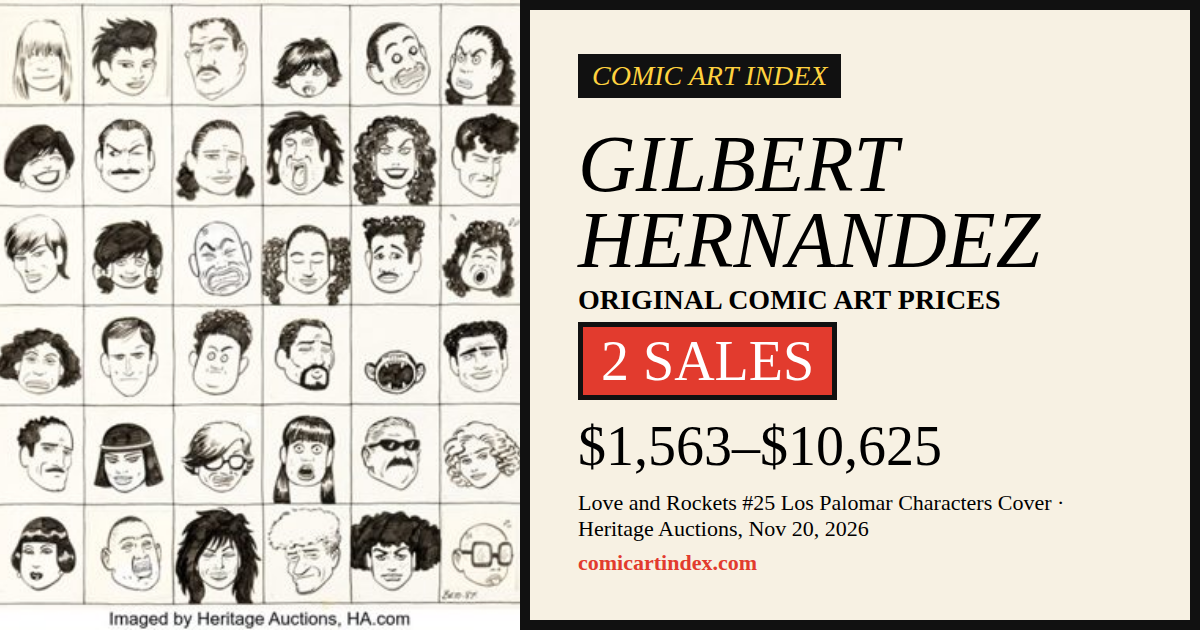 COMIC ART INDEX
GILBERT
HERNANDEZ
ORIGINAL COMIC ART PRICES
2 SALES
$1,563–$10,625
Love and Rockets #25 Los Palomar Characters Cover ·
Heritage Auctions, Nov 20, 2026
comicartindex.com
Imaged by Heritage Auctions, HA.com